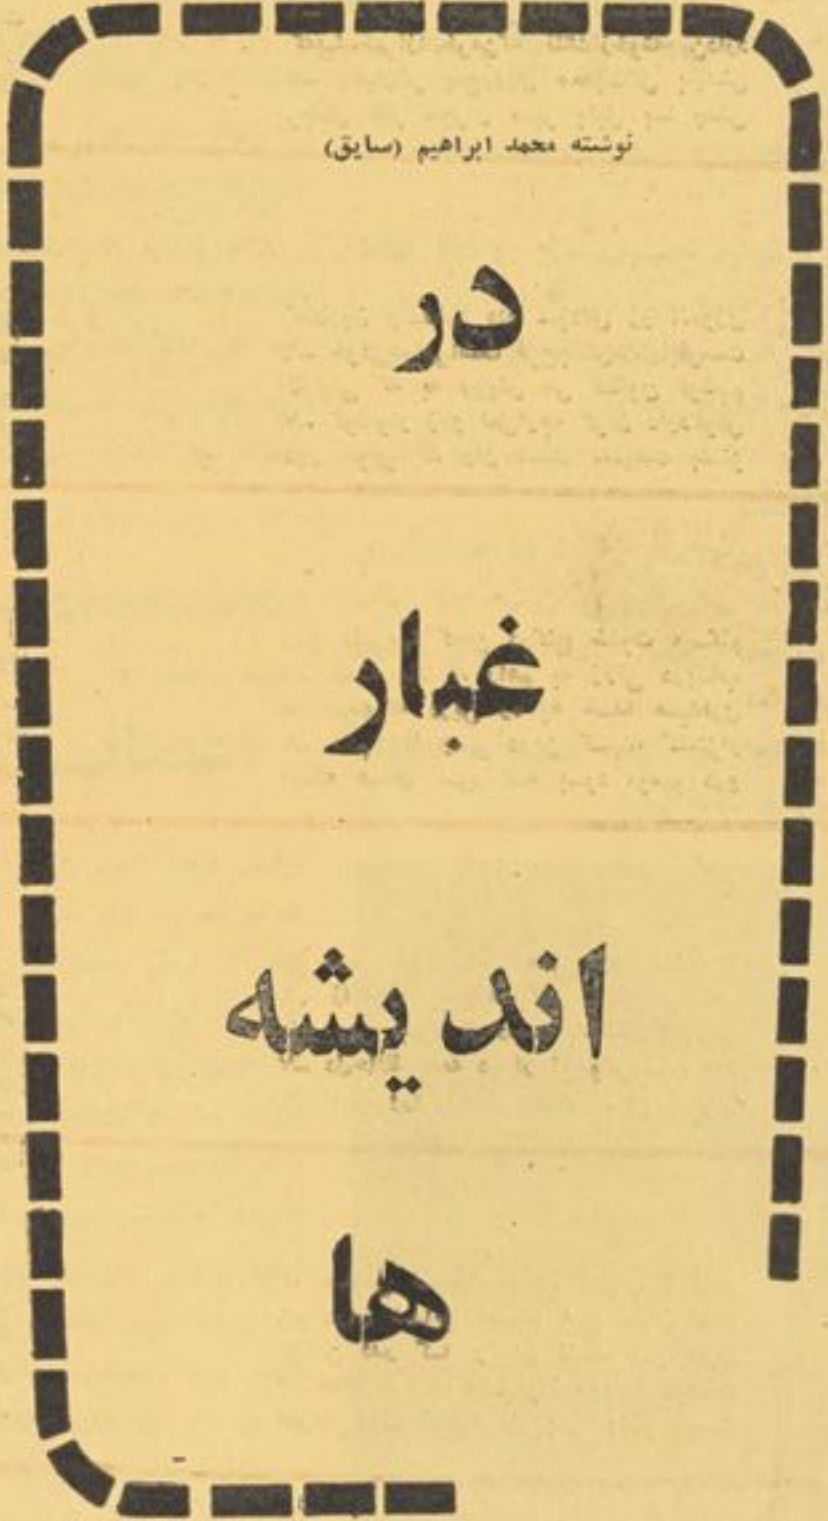 نوشته محمد ابراهیم (سایق)
در
غبار
اندیشه
ها